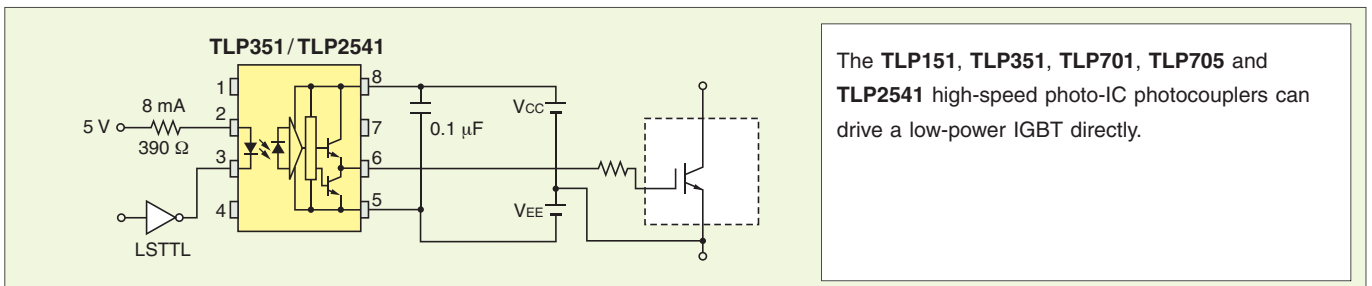 TLP351/TLP2541
1
8
8 mA
2
VCC
5 V
7
0.1 μF
390 Ω
3
6
4
5
VEE
LSTTL
The TLP151, TLP351, TLP701, TLP705 and
TLP2541 high-speed photo-IC photocouplers can
drive a low-power IGBT directly.